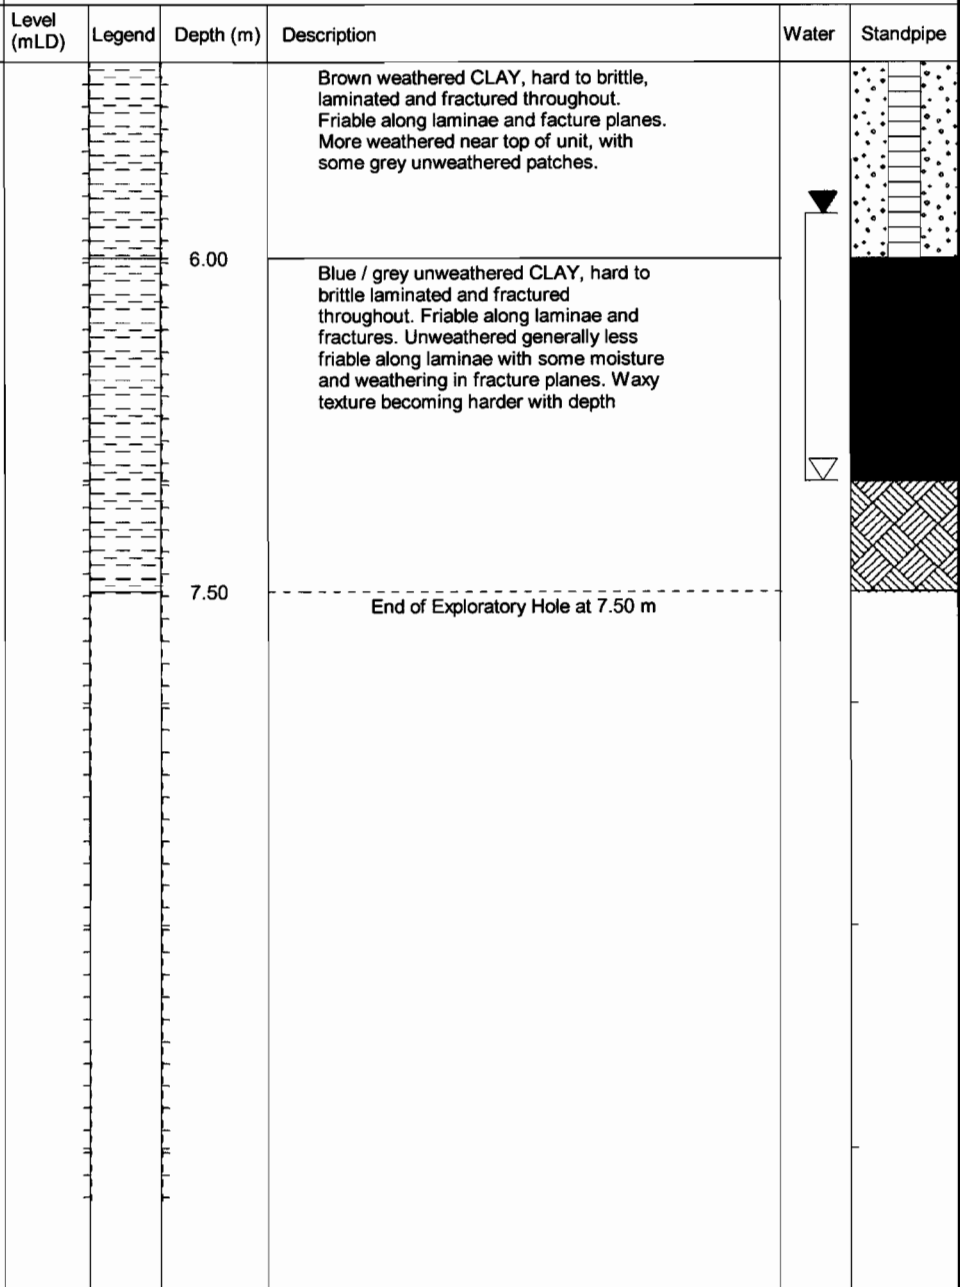 Level
(mLD)
Legend
Depth (m)
Description
Water
Standpipe
Brown weathered CLAY, hard to brittle,
laminated and fractured throughout.
Friable along laminae and facture planes.
More weathered near top of unit, with
some grey unweathered patches.
6.00
Blue / grey unweathered CLAY, hard to
brittle laminated and fractured
throughout. Friable along laminae and
fractures. Unweathered generally less
friable along laminae with some moisture
and weathering in fracture planes. Waxy
texture becoming harder with depth
7.50
End of Exploratory Hole at 7.50 m